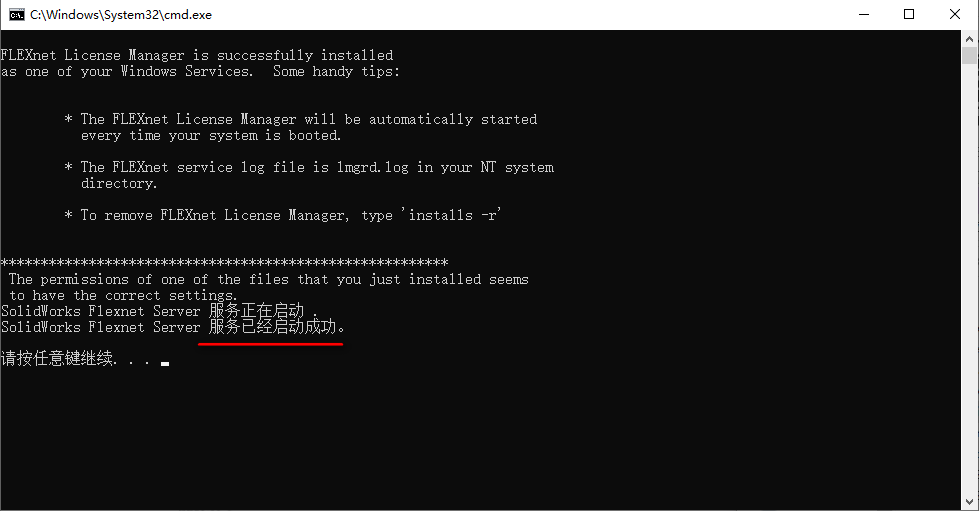 C:\Windows\System32\cmd.exe
FLEXnet License Manager is successfully installed
as one of your Windows Services.  Some handy tips:
* The FLEXnet License Manager will be automatically started
every time your system is booted.
* The FLEXnet service log file is lmgrd.log in your NT system
directory.
* To remove FLEXnet License Manager, type 'installs -r'
********************************************************
The permissions of one of the files that you just installed seems
to have the correct settings.
SolidWorks Flexnet Server 服务正在启动 .
SolidWorks Flexnet Server 服务已经启动成功。
请按任意键继续. . .